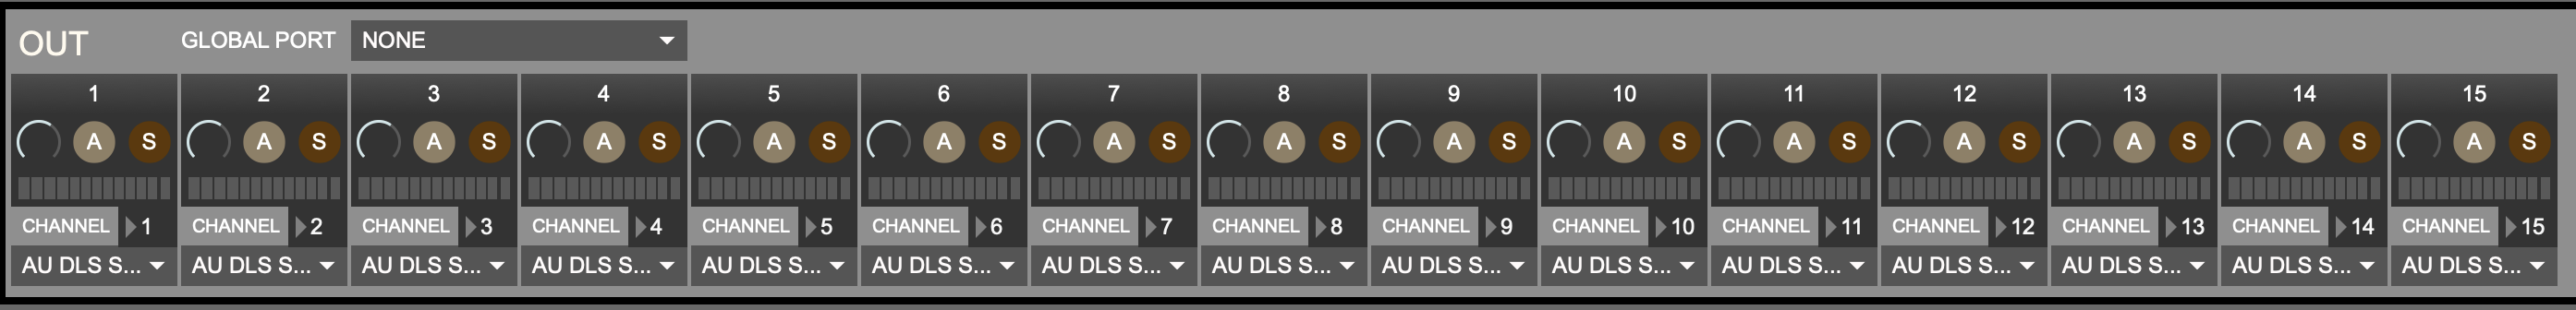 OUT GLOBAL PORT NONE
1 2 3 4 5 6 7 8 9 10 11 12 13 14 15
A S A S A S A S A S A S A S A S A S A S A S A S A S A S A S
CHANNEL 1 CHANNEL 2 CHANNEL 3 CHANNEL 4 CHANNEL 5 CHANNEL 6 CHANNEL 7 CHANNEL 8 CHANNEL 9 CHANNEL 10 CHANNEL 11 CHANNEL 12 CHANNEL 13 CHANNEL 14 CHANNEL 15
AU DLS S... AU DLS S... AU DLS S... AU DLS S... AU DLS S... AU DLS S... AU DLS S... AU DLS S... AU DLS S... AU DLS S... AU DLS S... AU DLS S... AU DLS S... AU DLS S... AU DLS S...